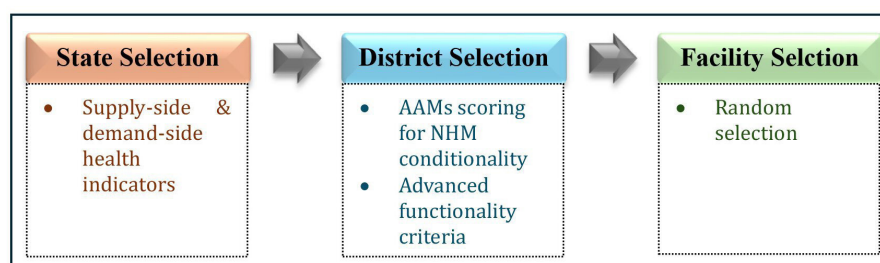 State Selection
• Supply-side &
demand-side
health
indicators
District Selection
• AAMs scoring
for NHM
conditionality
• Advanced
functionality
criteria
Facility Selction
• Random
selection